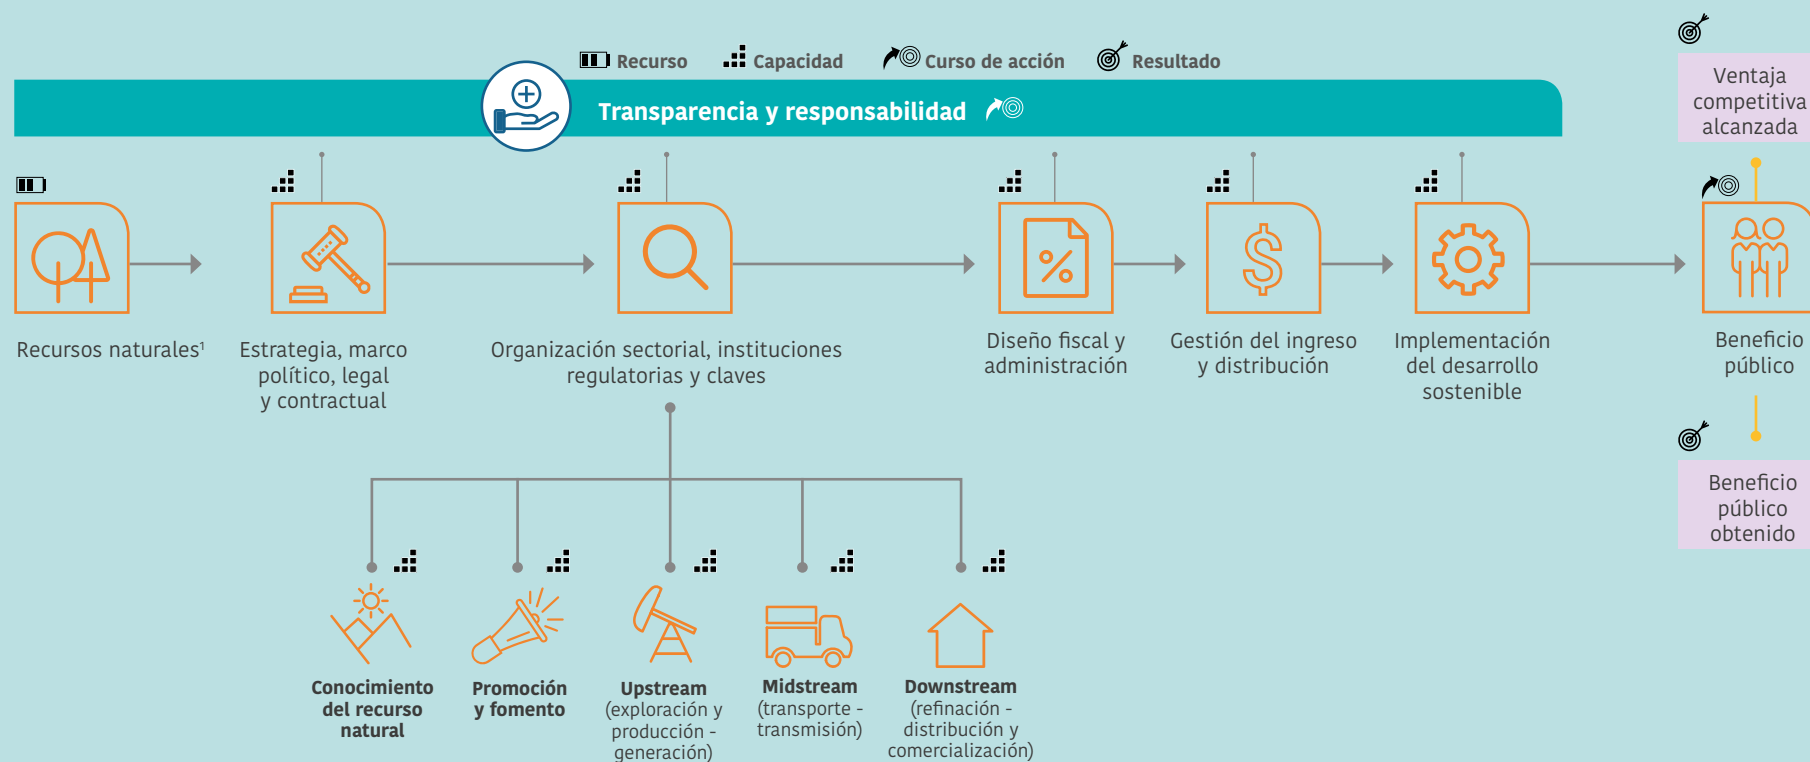 Recurso
Capacidad
Curso de acción
Resultado
Transparencia y responsabilidad
Ventaja
competitiva
alcanzada
Recursos naturales¹
Estrategia, marco
político, legal
y contractual
Organización sectorial, instituciones
regulatorias y claves
Diseño fiscal y
administración
Gestión del ingreso
y distribución
Implementación
del desarrollo
sostenible
Beneficio
público
Beneficio
público
obtenido
Conocimiento
del recurso
natural
Promoción
y fomento
Upstream
(exploración y
producción -
generación)
Midstream
(transporte -
transmisión)
Downstream
(refinación -
distribución y
comercialización)